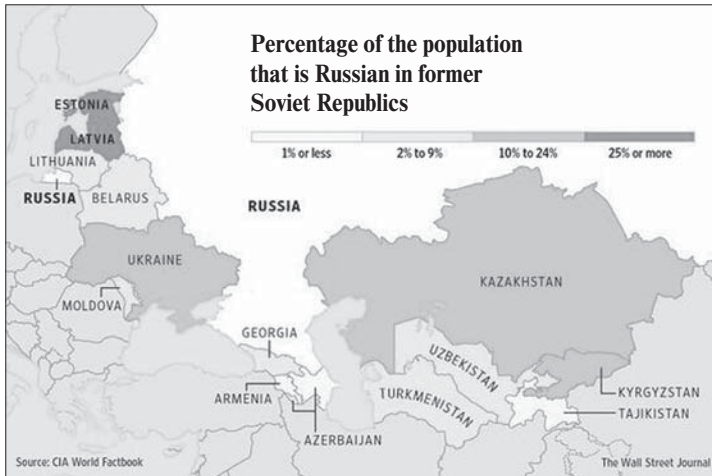 Percentage of the population
that is Russian in former
Soviet Republics
1% or less 2% to 9% 10% to 24% 25% or more
ESTONIA
LATVIA
LITHUANIA
RUSSIA
BELARUS
RUSSIA
UKRAINE
KAZAKHSTAN
MOLDOVA
GEORGIA
UZBEKISTAN
ARMENIA
TURKMENISTAN
KYRGYZSTAN
TAJIKISTAN
AZERBAIJAN
Source: CIA World Factbook
The Wall Street Journal